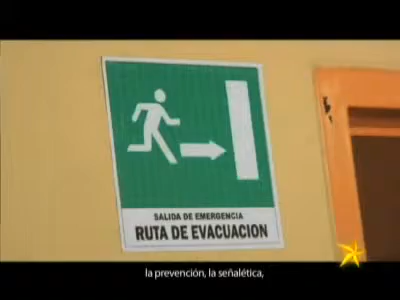 SALIDA DE EMERGENCIA
RUTA DE EVACUACION
la prevención, la señalética,